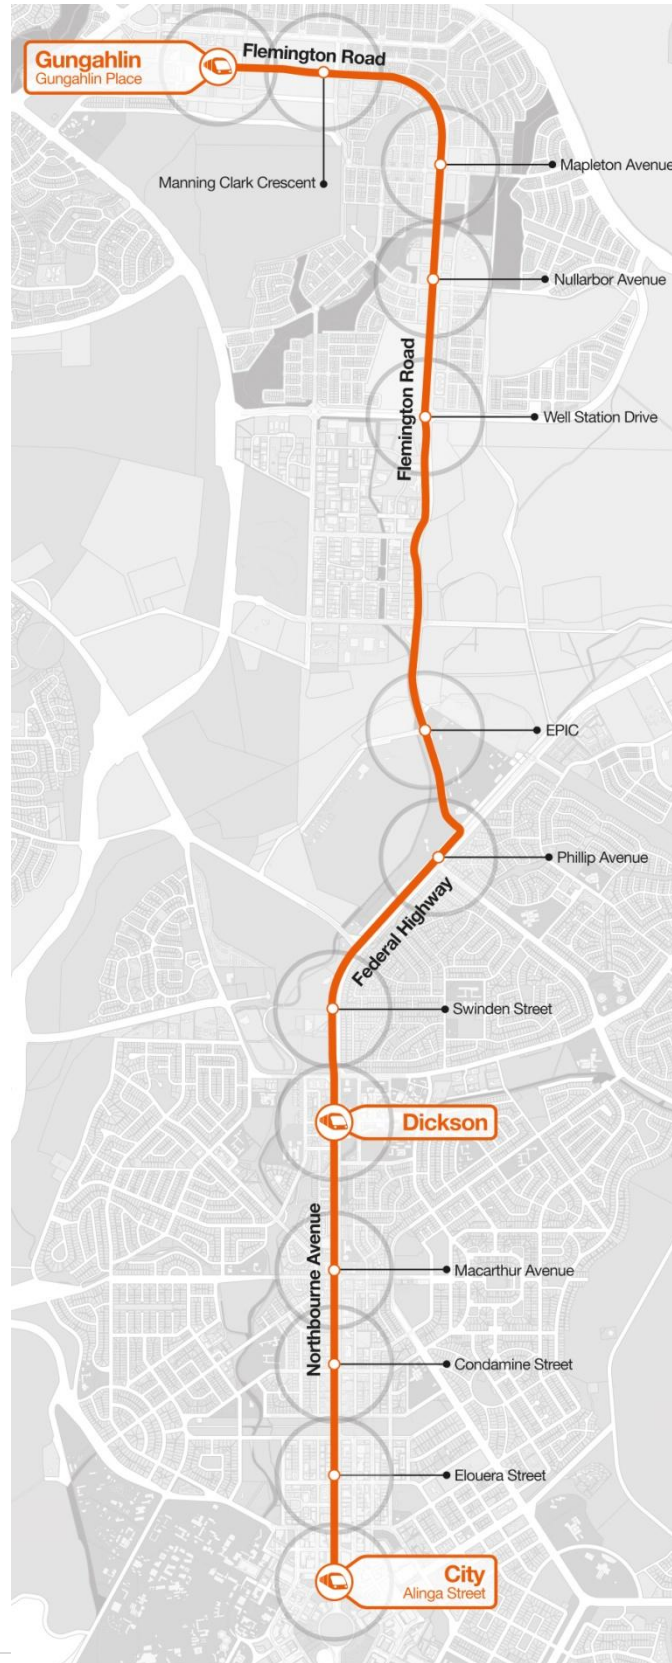 Gungahlin
Gungahlin Place
Flemington Road
Manning Clark Crescent
Mapleton Avenue
Nullarbor Avenue
Flemington Road
Well Station Drive
EPIC
Phillip Avenue
Federal Highway
Swinden Street
Dickson
Northbourne Avenue
Macarthur Avenue
Condamine Street
Elouera Street
City
Alinga Street